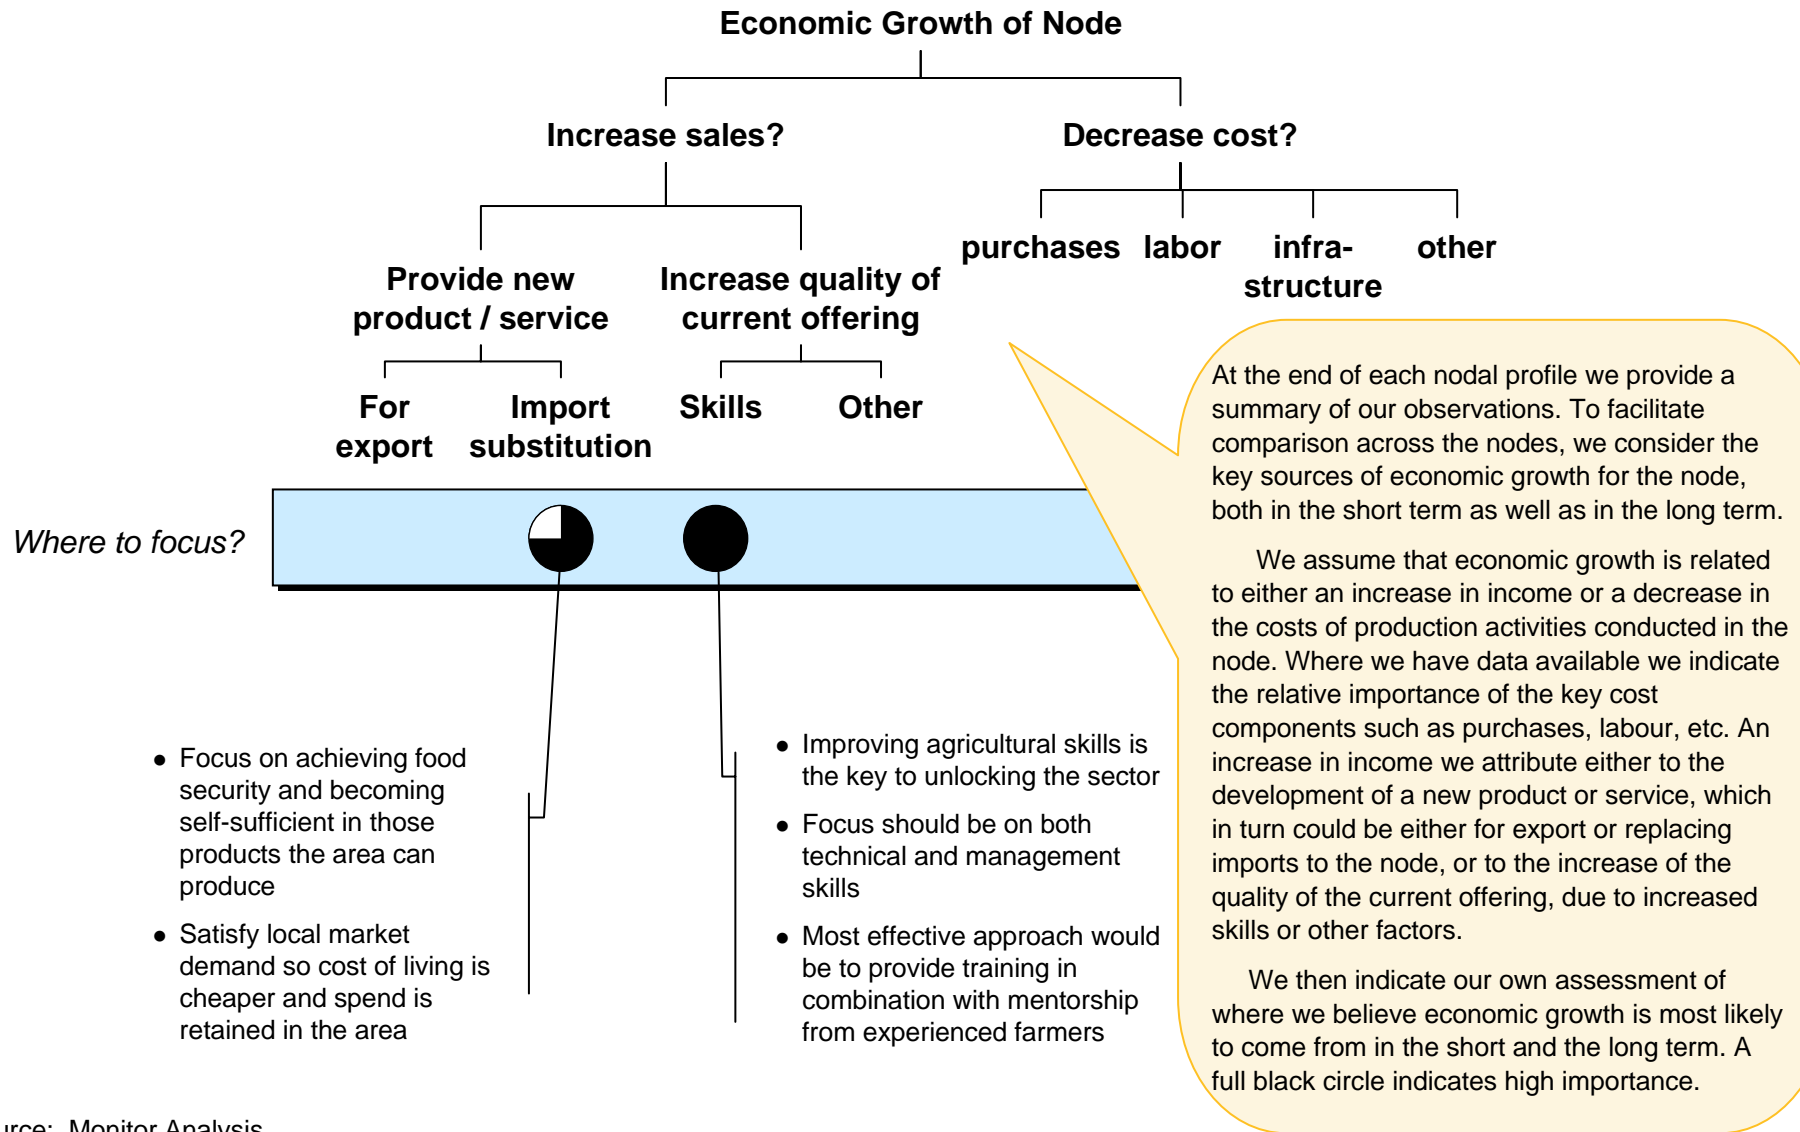 Economic Growth of Node
Increase sales?
Decrease cost?
purchases
labor
infra-
structure
other
Provide new
product / service
Increase quality of
current offering
For
export
Import
substitution
Skills
Other
Where to focus?
● Focus on achieving food
security and becoming
self-sufficient in those
products the area can
produce
● Satisfy local market
demand so cost of living is
cheaper and spend is
retained in the area
● Improving agricultural skills is
the key to unlocking the sector
● Focus should be on both
technical and management
skills
● Most effective approach would
be to provide training in
combination with mentorship
from experienced farmers
At the end of each nodal profile we provide a
summary of our observations. To facilitate
comparison across the nodes, we consider the
key sources of economic growth for the node,
both in the short term as well as in the long term.
We assume that economic growth is related
to either an increase in income or a decrease in
the costs of production activities conducted in the
node. Where we have data available we indicate
the relative importance of the key cost
components such as purchases, labour, etc. An
increase in income we attribute either to the
development of a new product or service, which
in turn could be either for export or replacing
imports to the node, or to the increase of the
quality of the current offering, due to increased
skills or other factors.
We then indicate our own assessment of
where we believe economic growth is most likely
to come from in the short and the long term. A
full black circle indicates high importance.
urce: Monitor Analysis